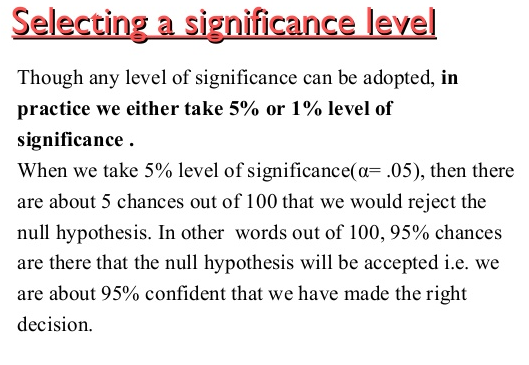 Selecting a significance level
Though any level of significance can be adopted, in
practice we either take 5% or 1% level of
significance .
When we take 5% level of significance(α= .05), then there
are about 5 chances out of 100 that we would reject the
null hypothesis. In other  words out of 100, 95% chances
are there that the null hypothesis will be accepted i.e. we
are about 95% confident that we have made the right
decision.